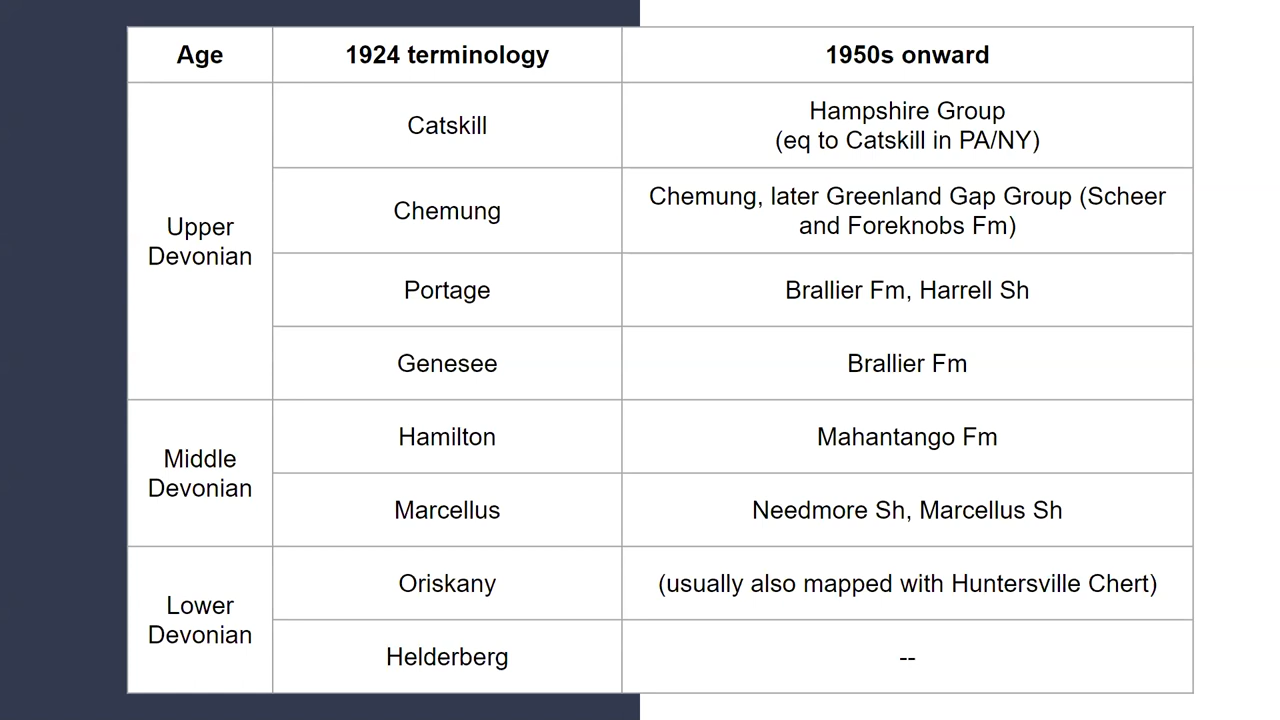 Age
1924 terminology
1950s onward
Upper
Devonian
Catskill
Hampshire Group
(eq to Catskill in PA/NY)
Chemung
Chemung, later Greenland Gap Group (Scheer
and Foreknobs Fm)
Portage
Brallier Fm, Harrell Sh
Genesee
Brallier Fm
Middle
Devonian
Hamilton
Mahantango Fm
Marcellus
Needmore Sh, Marcellus Sh
Lower
Devonian
Oriskany
(usually also mapped with Huntersville Chert)
Helderberg
--